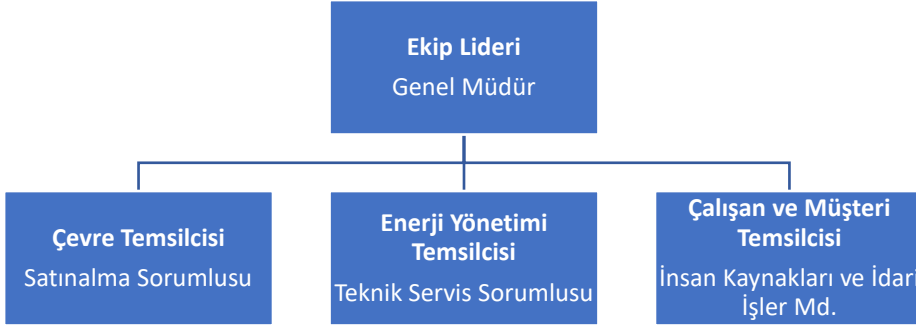 Ekip Lideri
Genel Müdür
Çevre Temsilcisi
Satınalma Sorumlusu
Enerji Yönetimi
Temsilcisi
Teknik Servis Sorumlusu
Çalışan ve Müşteri
Temsilcisi
İnsan Kaynakları ve İdari
İşler Md.